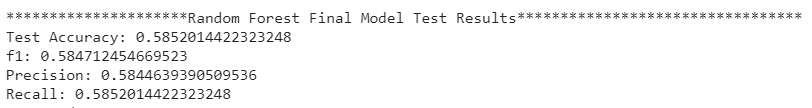 *********************Random Forest Final Model Test Results*********************************
Test Accuracy: 0.5852014422323248
f1: 0.584712454669523
Precision: 0.5844639390509536
Recall: 0.5852014422323248